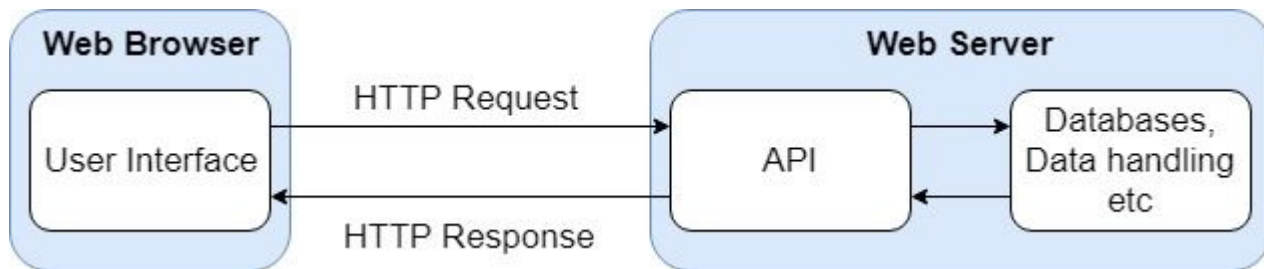 Web Browser
Web Server
HTTP Request
User Interface
API
Databases,
Data handling
etc
HTTP Response